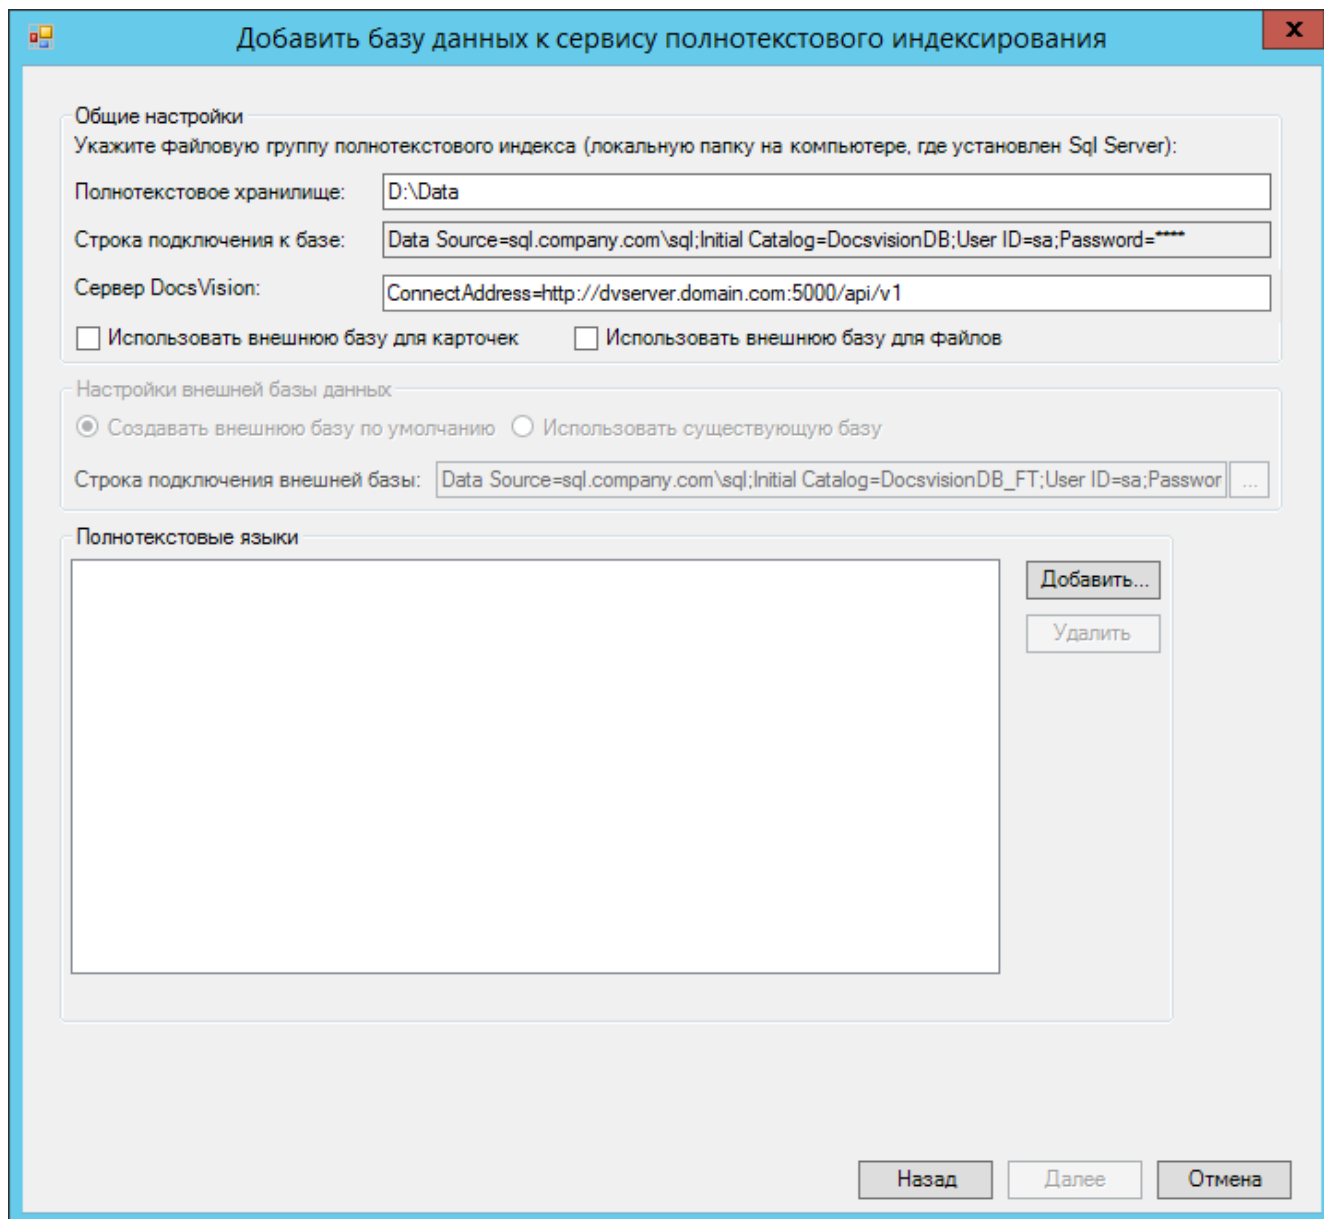 Добавить базу данных к сервису полнотекстового индексирования
x
Общие настройки
Укажите файловую группу полнотекстового индекса (локальную папку на компьютере, где установлен Sql Server):
Полнотекстовое хранилище: D:\Data
Строка подключения к базе: Data Source=sql.company.com\sql;Initial Catalog=DocsvisionDB;User ID=sa;Password=****
Сервер DocsVision: ConnectAddress=http://dvserver.domain.com:5000/api/v1
Использовать внешнюю базу для карточек Использовать внешнюю базу для файлов
Настройки внешней базы данных
Создавать внешнюю базу по умолчанию Использовать существующую базу
Строка подключения внешней базы: Data Source=sql.company.com\sql;Initial Catalog=DocsvisionDB_FT;User ID=sa;Passwor ...
Полнотекстовые языки
Добавить...
Удалить
Назад Далее Отмена